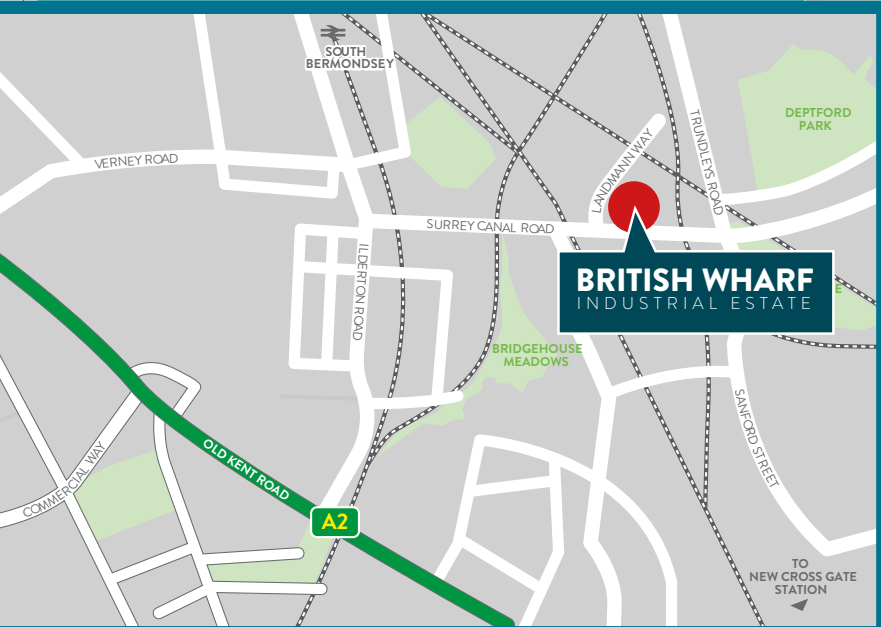 SOUTH
BERMONDSEY
DEPTFORD
PARK
VERNEY ROAD
LANDMANN WAY
TRUNDLEYS ROAD
SURREY CANAL ROAD
ILDERTON ROAD
BRITISH WHARF
INDUSTRIAL ESTATE
E
BRIDGEHOUSE
MEADOWS
SANFORD STREET
COMMERCIAL WAY
OLD KENT ROAD
A2
TO
NEW CROSS GATE
STATION